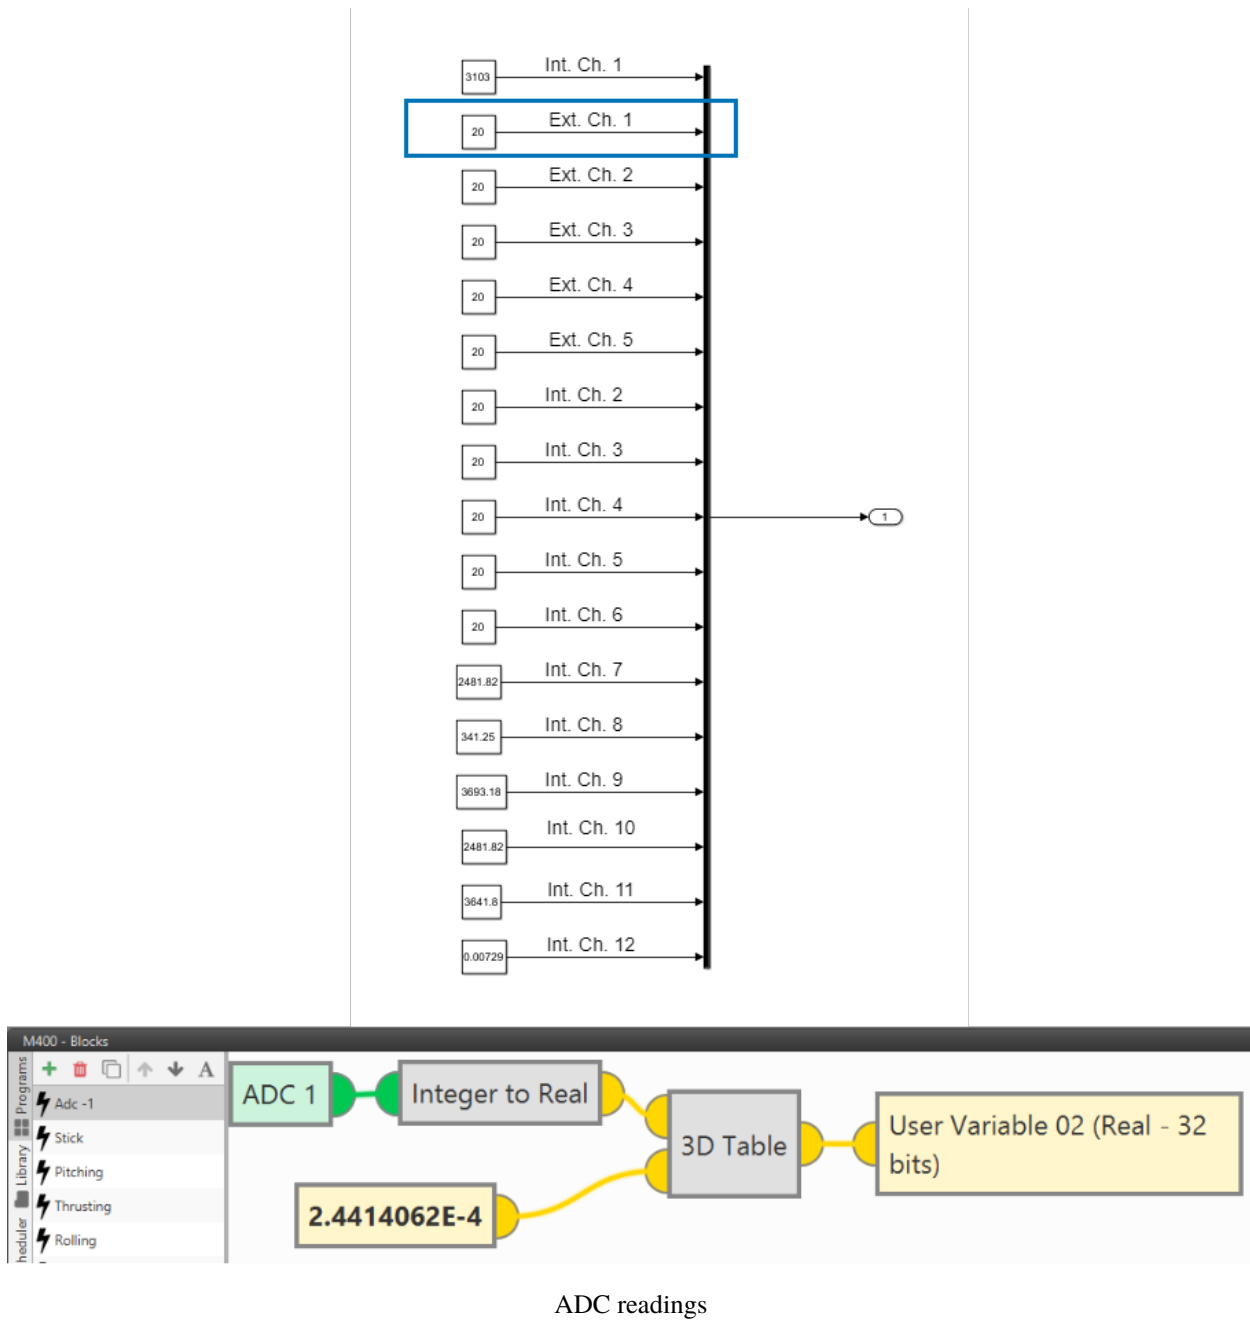 3103 Int. Ch. 1
20 Ext. Ch. 1
20 Ext. Ch. 2
20 Ext. Ch. 3
20 Ext. Ch. 4
20 Ext. Ch. 5
20 Int. Ch. 2
20 Int. Ch. 3
20 Int. Ch. 4
1
20 Int. Ch. 5
20 Int. Ch. 6
2481.82 Int. Ch. 7
341.25 Int. Ch. 8
3693.18 Int. Ch. 9
2481.82 Int. Ch. 10
3641.8 Int. Ch. 11
0.00729 Int. Ch. 12
M400 - Blocks
Programs
Library
heduler
A
Adc -1
Stick
Pitching
Thrusting
Rolling
ADC 1
Integer to Real
3D Table
User Variable 02 (Real - 32
bits)
2.4414062E-4
ADC readings